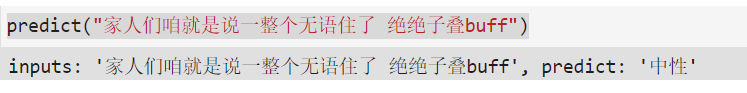 predict("家人们咱就是说一整个无语住了 绝绝子叠buff")
inputs: '家人们咱就是说一整个无语住了 绝绝子叠buff', predict: '中性'